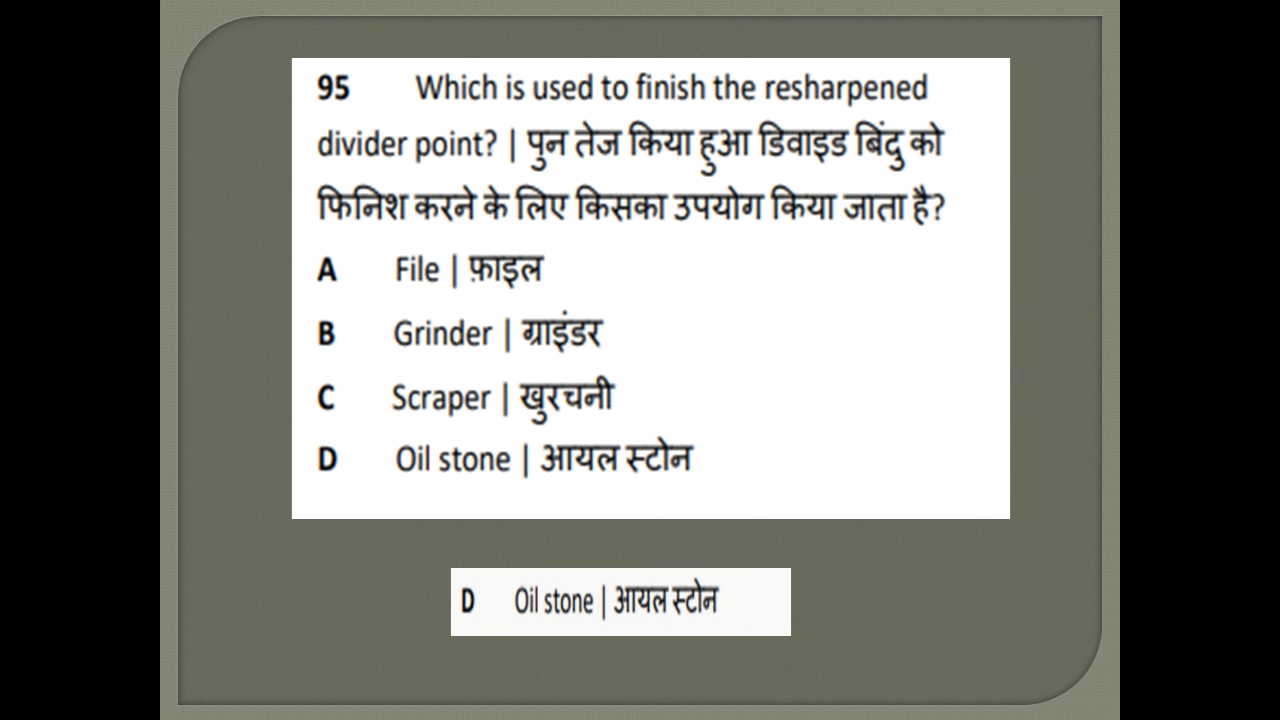 95 Which is used to finish the resharpened
divider point? | पुन तेज किया हुआ डिवाइड बिंदु को
फिनिश करने के लिए किसका उपयोग किया जाता है?
A File | फ़ाइल
B Grinder | ग्राइंडर
C Scraper | खुरचनी
D Oil stone | आयल स्टोन
D Oil stone | आयल स्टोन